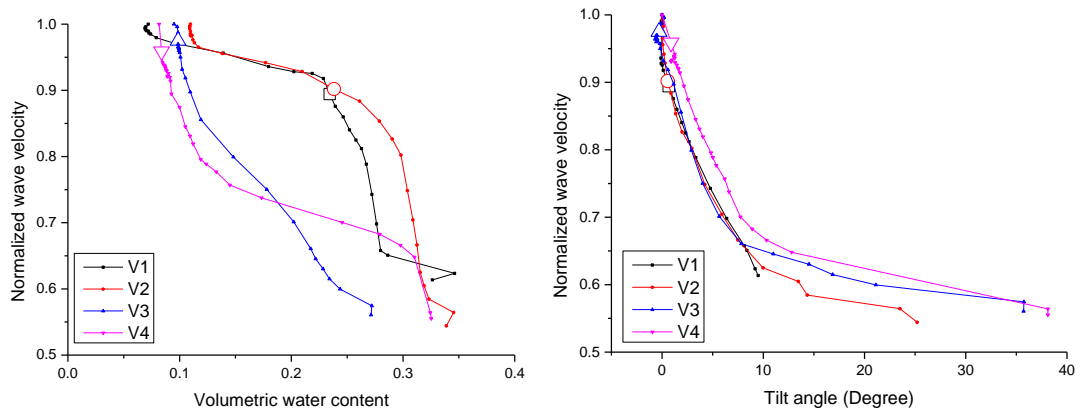 1.0
0.9
0.8
0.7
0.6
0.5
Normalized wave velocity
V1
V2
V3
V4
0.0 0.1 0.2 0.3 0.4
Volumetric water content
1.0
0.9
0.8
0.7
0.6
0.5
Normalized wave velocity
V1
V2
V3
V4
0 10 20 30 40
Tilt angle (Degree)